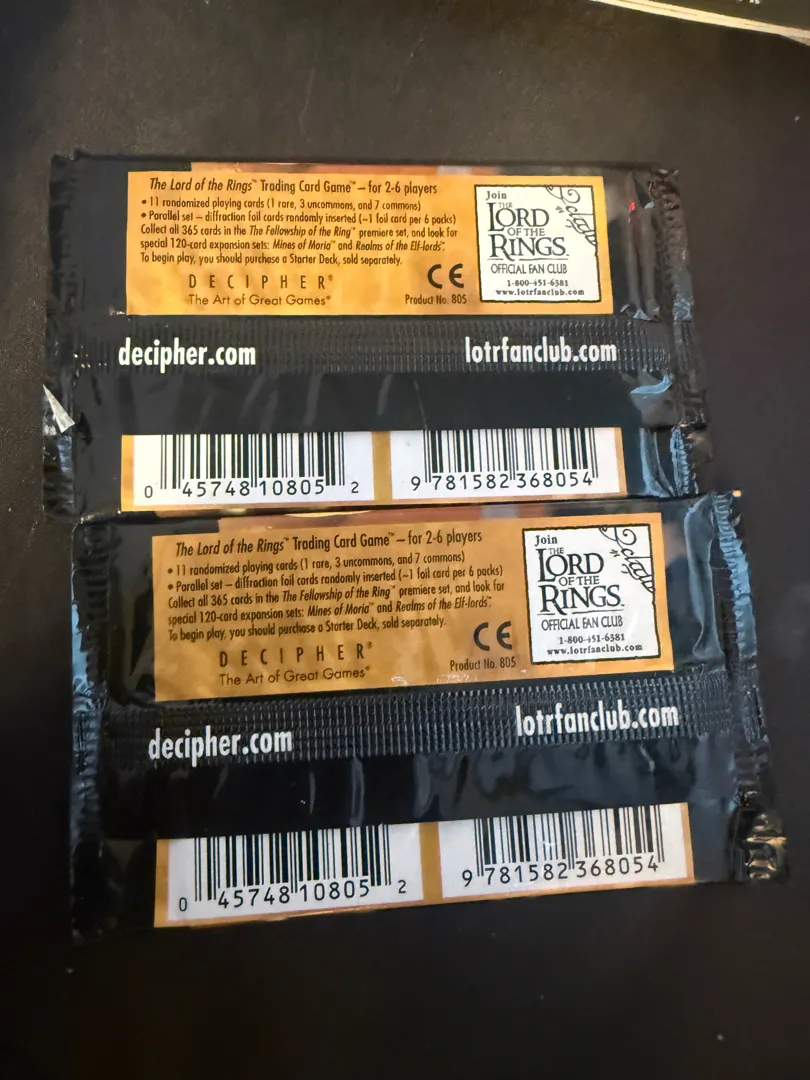 The Lord of the Rings™ Trading Card Game™ – for 2-6 players
• 11 randomized playing cards (1 rare, 3 uncommons, and 7 commons)
• Parallel set – diffraction foil cards randomly inserted (~1 foil card per 6 packs)
Collect all 365 cards in the The Fellowship of the Ring™ premiere set, and look for
special 120-card expansion sets: Mines of Moria™ and Realms of the Elf-lords™.
To begin play, you should purchase a Starter Deck, sold separately.
DECIPHER®
The Art of Great Games®
CE
Product No. 805
Join
THE
LORD
OF THE
RINGS™
OFFICIAL FAN CLUB
1-800-451-6381
www.lotrfanclub.com
decipher.com
lotrfanclub.com
0 45748 10805 2
9 781582 368054
The Lord of the Rings™ Trading Card Game™ – for 2-6 players
• 11 randomized playing cards (1 rare, 3 uncommons, and 7 commons)
• Parallel set – diffraction foil cards randomly inserted (~1 foil card per 6 packs)
Collect all 365 cards in the The Fellowship of the Ring™ premiere set, and look for
special 120-card expansion sets: Mines of Moria™ and Realms of the Elf-lords™.
To begin play, you should purchase a Starter Deck, sold separately.
DECIPHER®
The Art of Great Games®
CE
Product No. 805
Join
THE
LORD
OF THE
RINGS™
OFFICIAL FAN CLUB
1-800-451-6381
www.lotrfanclub.com
decipher.com
lotrfanclub.com
0 45748 10805 2
9 781582 368054